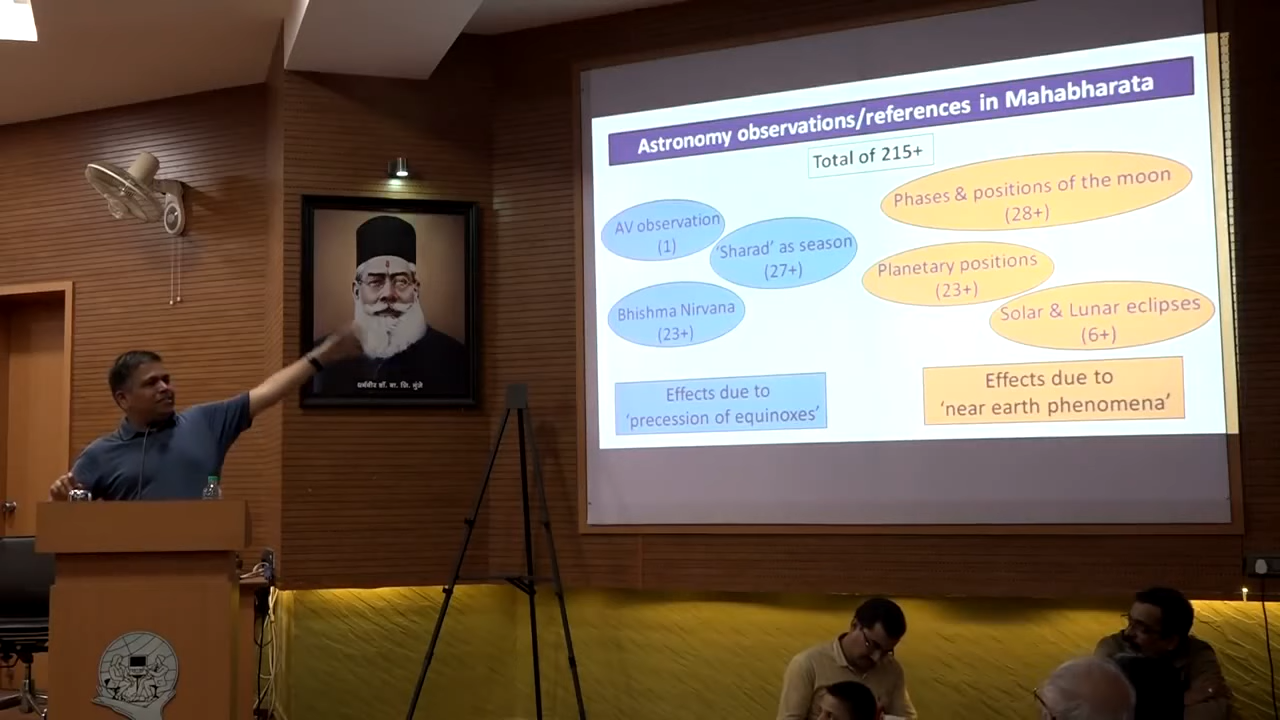 Astronomy observations/references in Mahabharata
Total of 215+
AV observation
(1)
'Sharad' as season
(27+)
Bhishma Nirvana
(23+)
Effects due to
'precession of equinoxes'
Phases & positions of the moon
(28+)
Planetary positions
(23+)
Solar & Lunar eclipses
(6+)
Effects due to
'near earth phenomena'
धर्मवीर डॉ. बा. शि. मुंजे